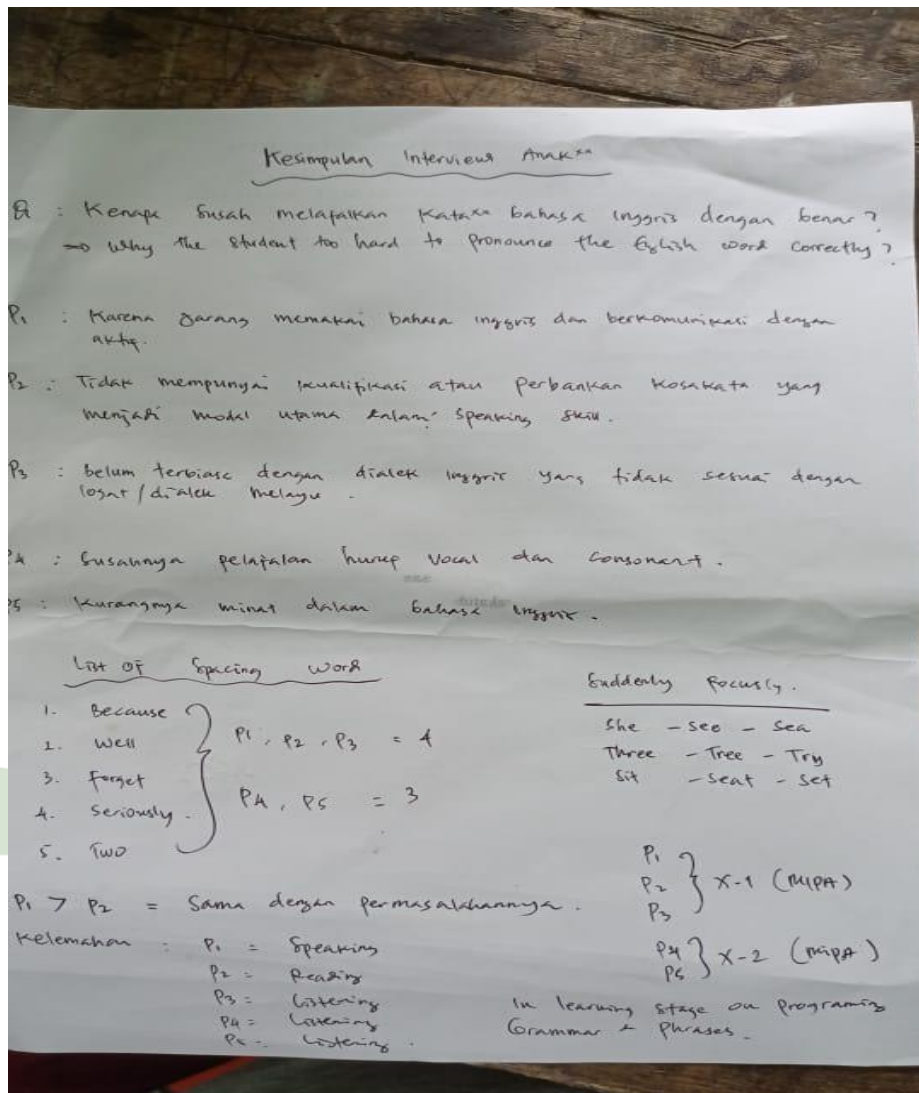 Kesimpulan Interview Anakxx
Q : Kenapa Susah melafalkan Kataxx bahasa inggris dengan benar?
→ Why the student too hard to pronounce the English word correctly?
P1 : Karena Jarang memakai bahasa inggris dan berkomunikasi dengan
aktif.
P2 : Tidak mempunyai kualifikasi atau Perbankan Kosakata yang
menjadi modal utama dalam Speaking Skill.
P3 : belum terbiasa dengan dialek inggris yang tidak sesuai dengan
logat / dialek melayu.
P4 : Susahnya pelafalan hurup vocal dan consonant.
P5 : Kurangnya minat dalam bahasa inggris.
List Of Spacing Word
1. Because
2. Well
3. Forget
4. Seriously.
5. Two
P1, P2, P3 = 4
P4, P5 = 3
Suddenly Focusly.
She - See - Sea
Three - Tree - Try
Sit - Seat - Set
P1
P2
P3
X-1 (MIPA)
P4
P5
X-2 (MIPA)
P1 > P2 = Sama dengan permasalahannya.
Kelemahan : P1 = Speaking
P2 = Reading
P3 = Listening
P4 = Listening
P5 = Listening.
In learning stage on Programing
Grammar & Phrases.